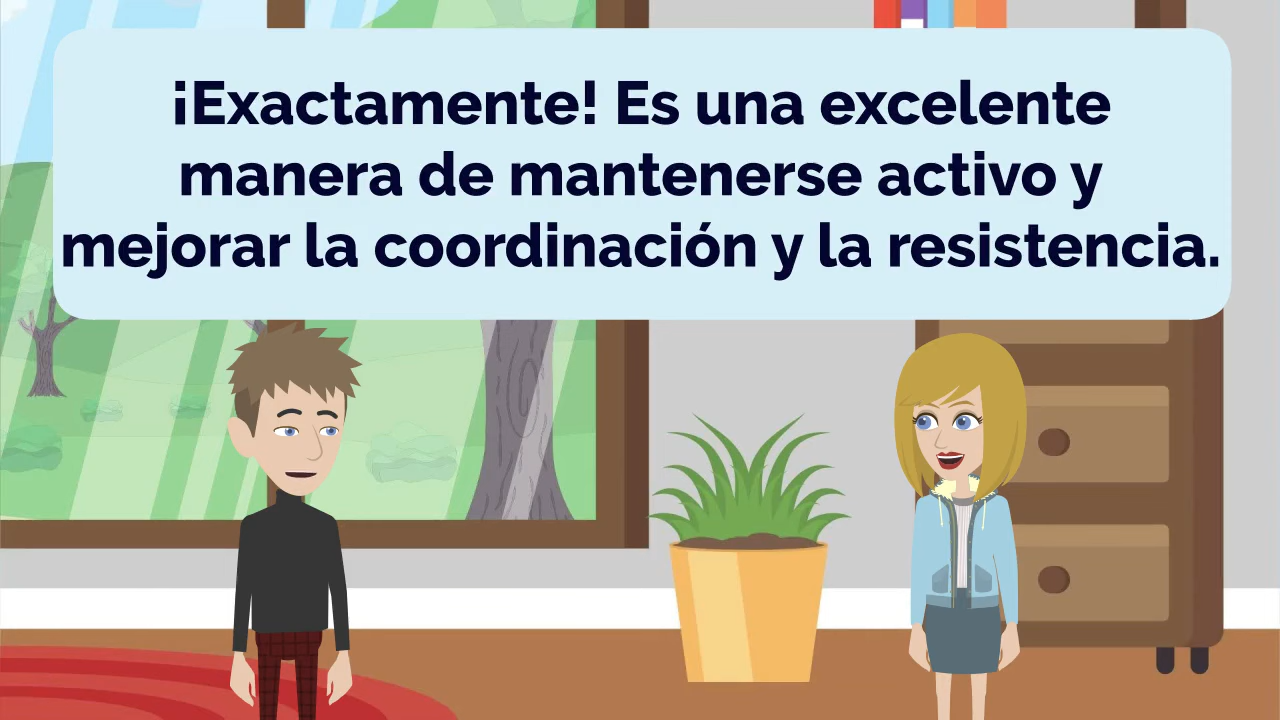 ¡Exactamente! Es una excelente
manera de mantenerse activo y
mejorar la coordinación y la resistencia.